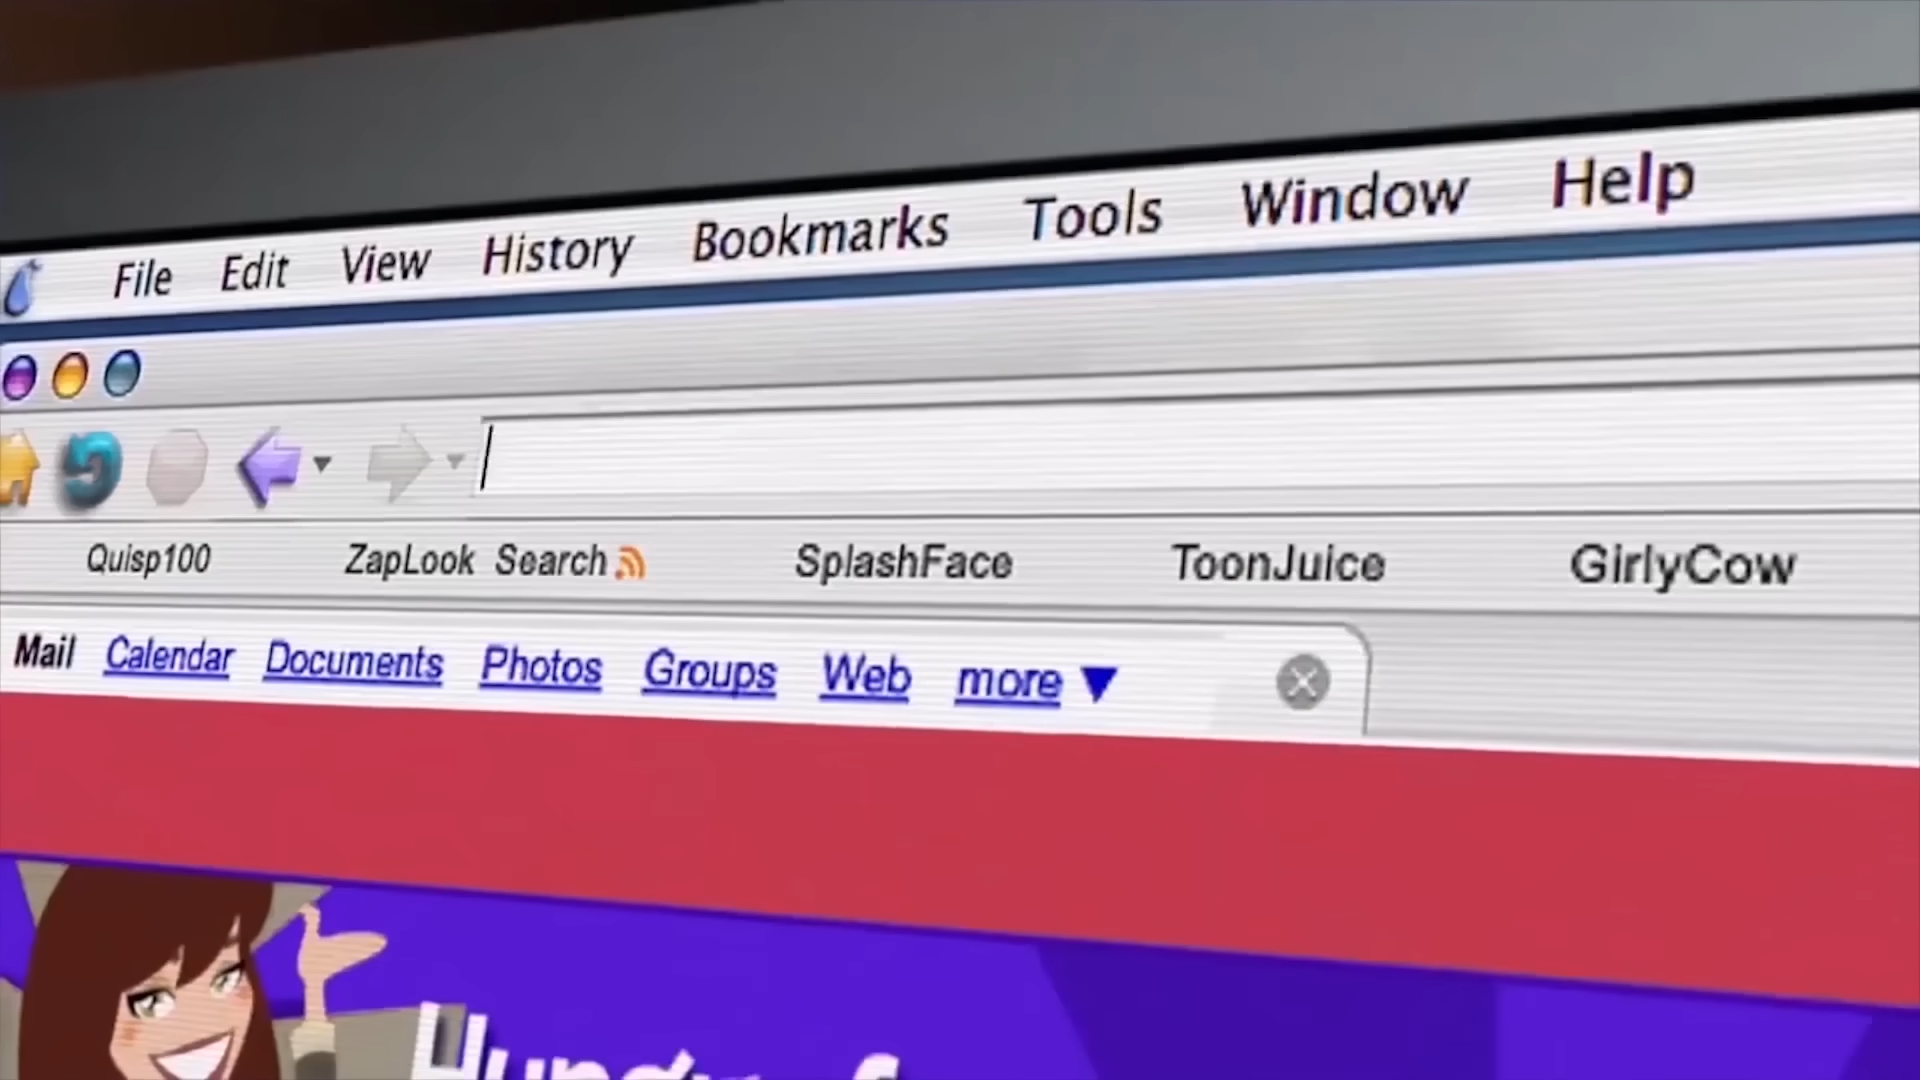 File Edit View History Bookmarks Tools Window Help
Quisp100 ZapLook Search SplashFace ToonJuice GirlyCow
Mail Calendar Documents Photos Groups Web more